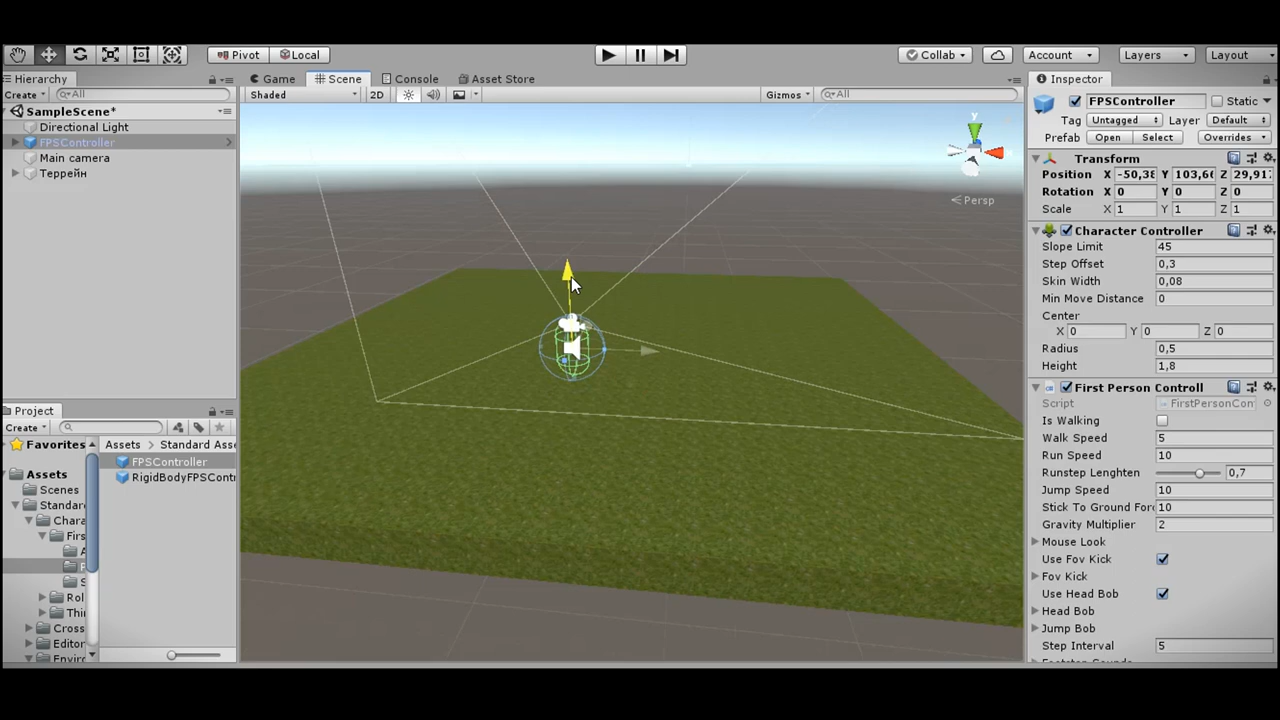 Pivot Local Collab Account Layers Layout
Hierarchy Game Scene Console Asset Store Inspector
Create All Shaded 2D Gizmos All
FPSController Static
SampleScene*
Tag Untagged Layer Default
Directional Light
Prefab Open Select Overrides
FPSController
Main camera
Террейн
y
Persp
Transform
Position X -50,38 Y 103,66 Z 29,91
Rotation X 0 Y 0 Z 0
Scale X 1 Y 1 Z 1
Character Controller
Slope Limit 45
Step Offset 0,3
Skin Width 0,08
Min Move Distance 0
Center
X 0 Y 0 Z 0
Radius 0,5
Height 1,8
First Person Controll
Script FirstPersonCon
Is Walking
Walk Speed 5
Run Speed 10
Runstep Lenghten 0,7
Jump Speed 10
Stick To Ground Forc 10
Gravity Multiplier 2
Mouse Look
Use Fov Kick
Fov Kick
Use Head Bob
Head Bob
Jump Bob
Step Interval 5
Project
Create
Favorites Assets Standard Asse
FPSController
Assets RigidBodyFPSContr
Scenes
Standar
Chara
Firs
Rol
Thi
Cross
Editor